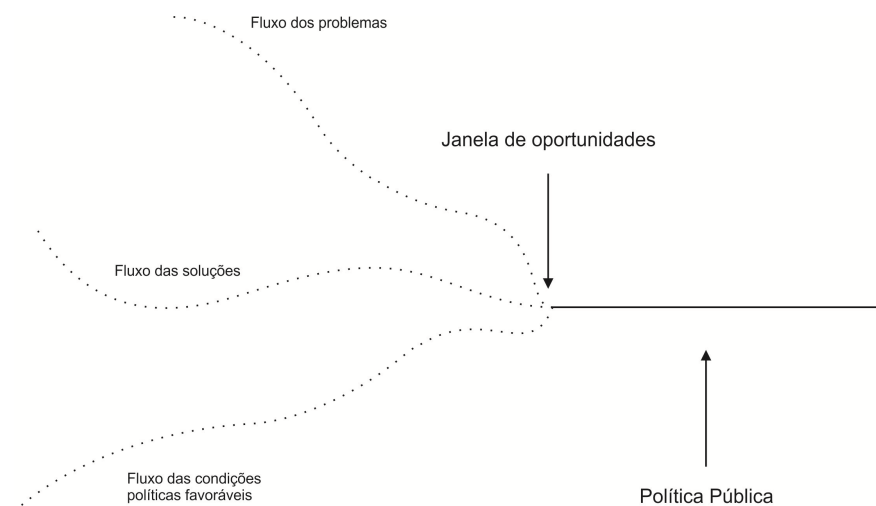 Fluxo dos problemas
Janela de oportunidades
Fluxo das soluções
Fluxo das condições
políticas favoráveis
Política Pública